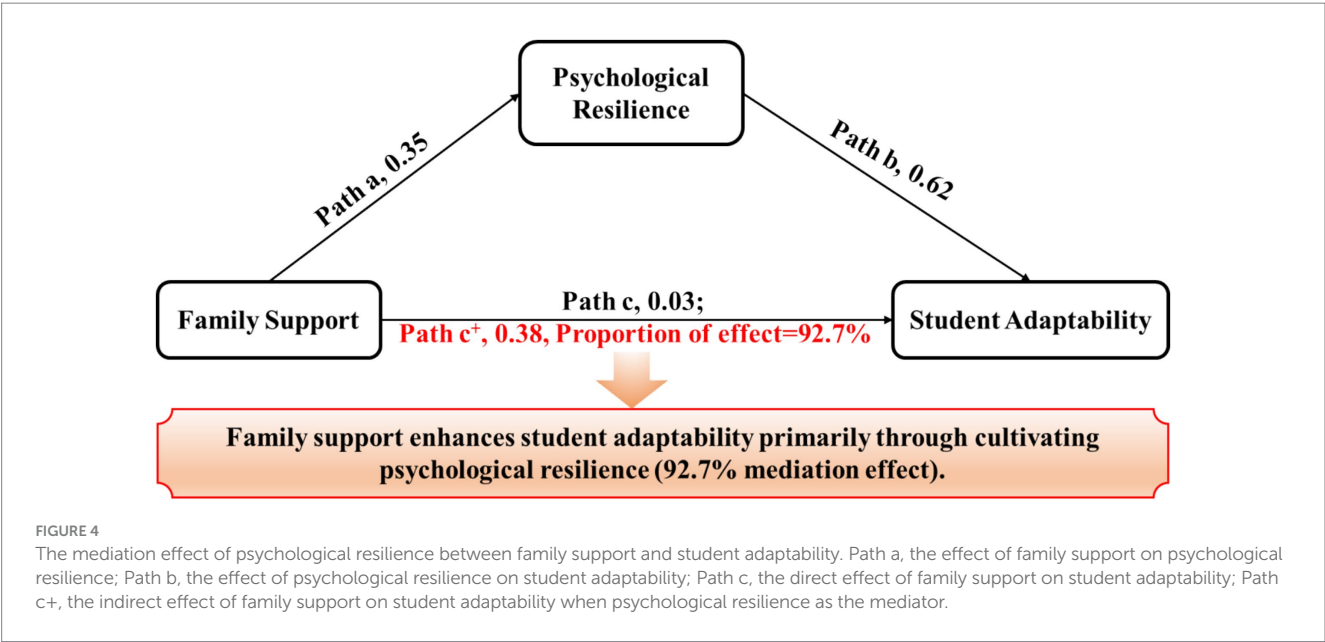 Psychological
Resilience
Path a, 0.35
Path b, 0.62
Family Support
Path c, 0.03;
Path c⁺, 0.38, Proportion of effect=92.7%
Student Adaptability
Family support enhances student adaptability primarily through cultivating
psychological resilience (92.7% mediation effect).
FIGURE 4
The mediation effect of psychological resilience between family support and student adaptability. Path a, the effect of family support on psychological
resilience; Path b, the effect of psychological resilience on student adaptability; Path c, the direct effect of family support on student adaptability; Path
c+, the indirect effect of family support on student adaptability when psychological resilience as the mediator.